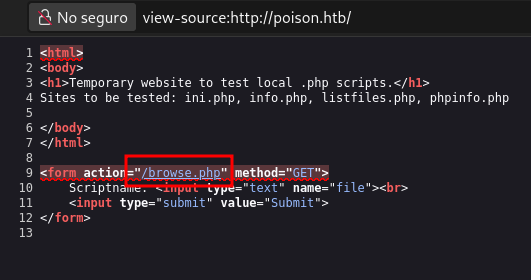 No seguro view-source:http://poison.htb/
1 <html>
2 <body>
3 <h1>Temporary website to test local .php scripts.</h1>
4 Sites to be tested: ini.php, info.php, listfiles.php, phpinfo.php
5
6 </body>
7 </html>
8
9 <form action="/browse.php" method="GET">
10 Scriptname: <input type="text" name="file"><br>
11 <input type="submit" value="Submit">
12 </form>
13